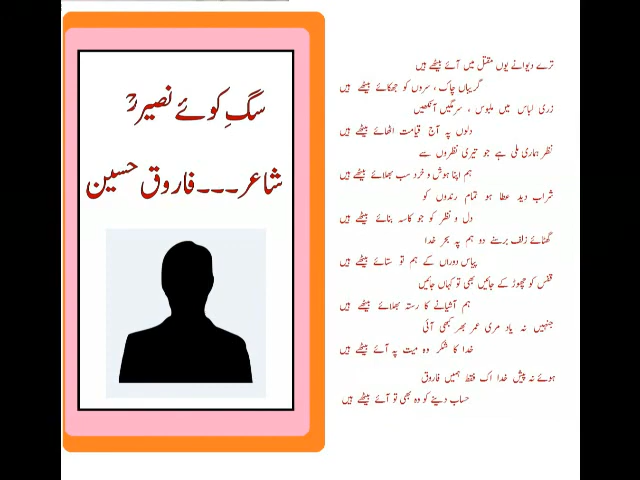 سگِ کوئے نصیرؒ
شاعر۔۔۔فاروق حسین
ترے دیوانے یوں مقتل میں آئے بیٹھے ہیں
گریباں چاک ، سروں کو جھکائے بیٹھے ہیں
زری لباس میں ملبوس ، سرمگیں آنکھیں
دلوں پہ آج قیامت اٹھائے بیٹھے ہیں
نظر ہماری ملی ہے جو تیری نظروں سے
ہم اپنا ہوش و خرد سب بھلائے بیٹھے ہیں
شراب دید عطا ہو تمام رندوں کو
دل و نظر کو جو کاسہ بنائے بیٹھے ہیں
گھٹائے زلف برسنے دو ہم پہ بحر خدا
پیاس دوراں کے ہم تو ستائے بیٹھے ہیں
قفس کو چھوڑ کے جائیں بھی تو کہاں جائیں
ہم آشیانے کا رستہ بھلائے بیٹھے ہیں
جنہیں نہ یاد مری عمر بھر کبھی آئی
خدا کا شکر وہ میت پہ آئے بیٹھے ہیں
ہوئے نہ پیش خدا اک فقط ہمیں فاروق
حساب دینے کو وہ بھی تو آئے بیٹھے ہیں